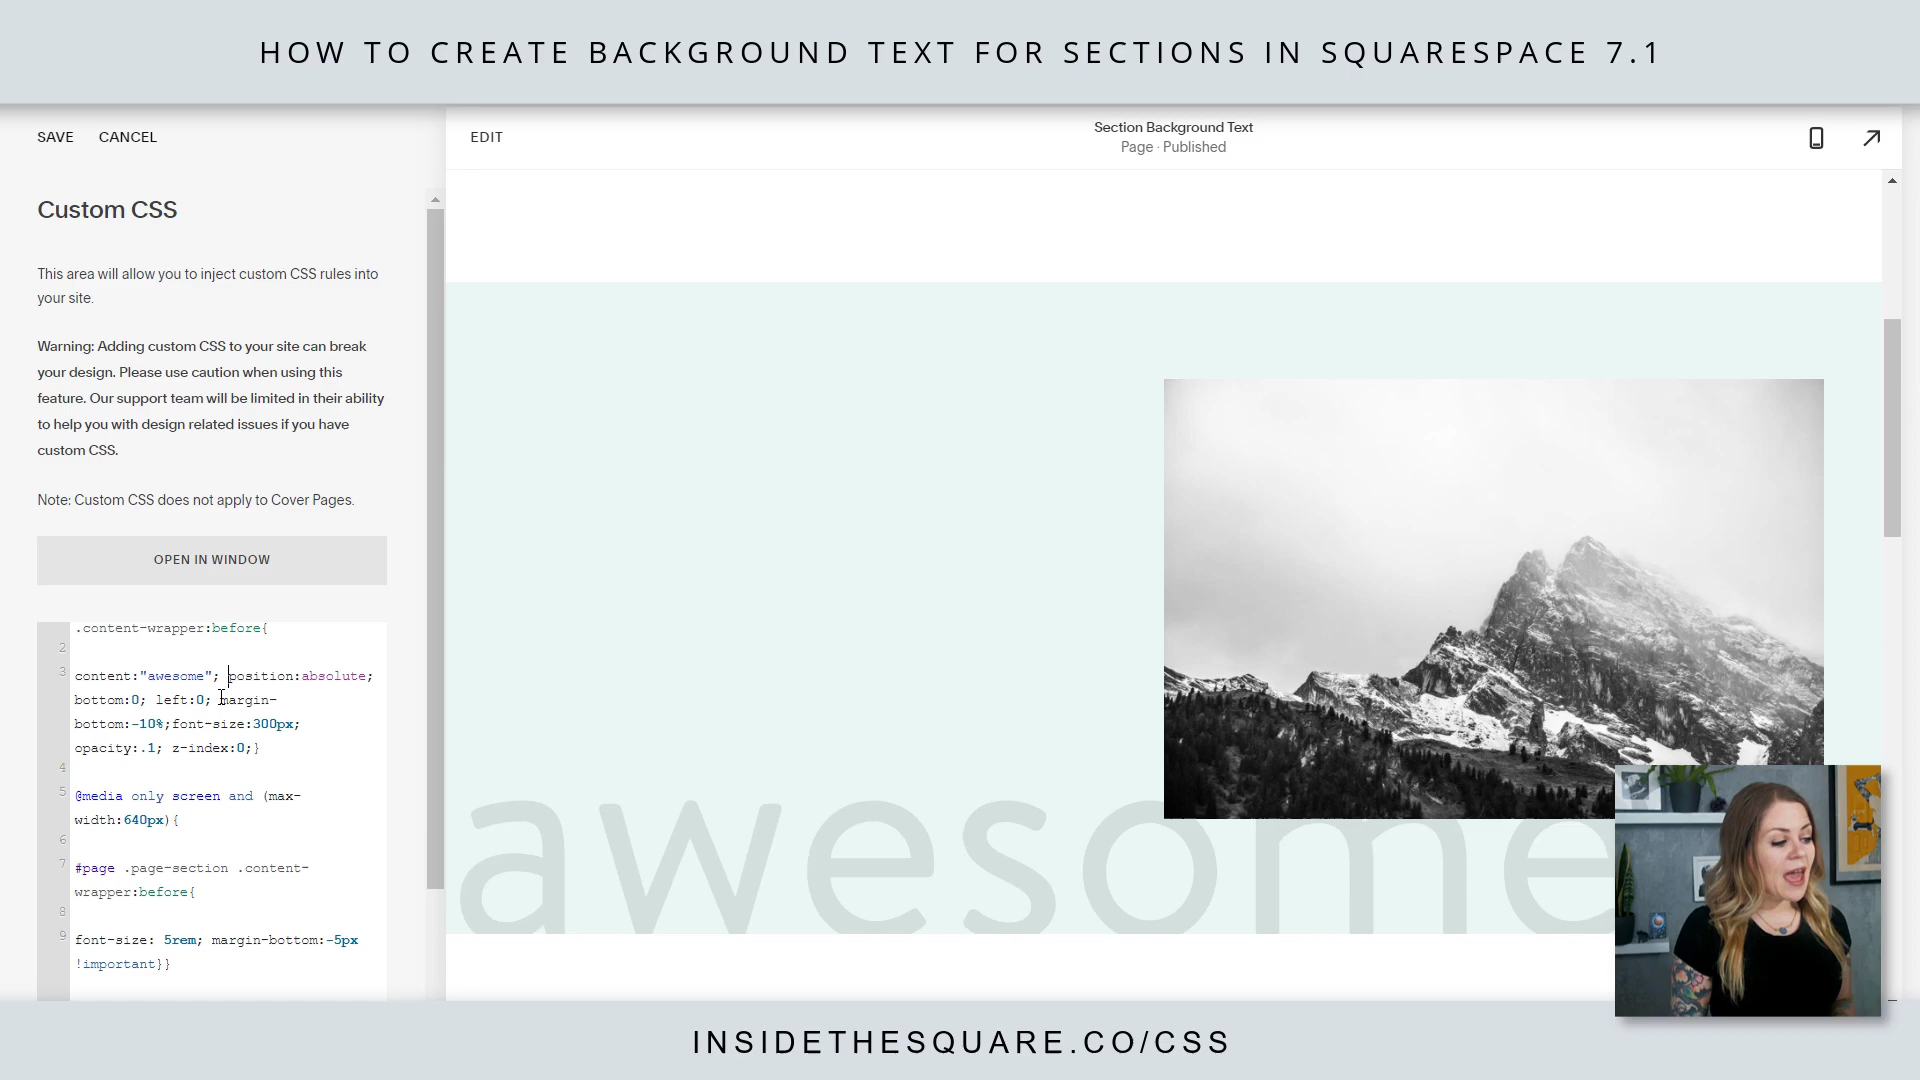 HOW TO CREATE BACKGROUND TEXT FOR SECTIONS IN SQUARESPACE 7.1
SAVE CANCEL
EDIT
Section Background Text
Page · Published
Custom CSS
This area will allow you to inject custom CSS rules into
your site.
Warning: Adding custom CSS to your site can break
your design. Please use caution when using this
feature. Our support team will be limited in their ability
to help you with design related issues if you have
custom CSS.
Note: Custom CSS does not apply to Cover Pages.
OPEN IN WINDOW
.content-wrapper:before{
2
3
content:"awesome"; position:absolute;
bottom:0; left:0; margin-
bottom:-10%;font-size:300px;
opacity:.1; z-index:0;}
4
5 @media only screen and (max-
width:640px){
6
7 #page .page-section .content-
wrapper:before{
8
9 font-size: 5rem; margin-bottom:-5px
!important}}
awesome
INSIDETHESQUARE.CO/CSS